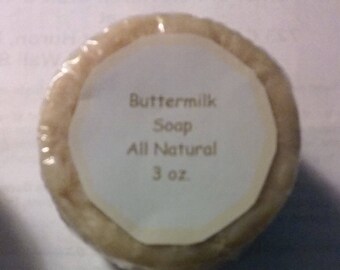 Buttermilk
Soap
All Natural
3 oz.